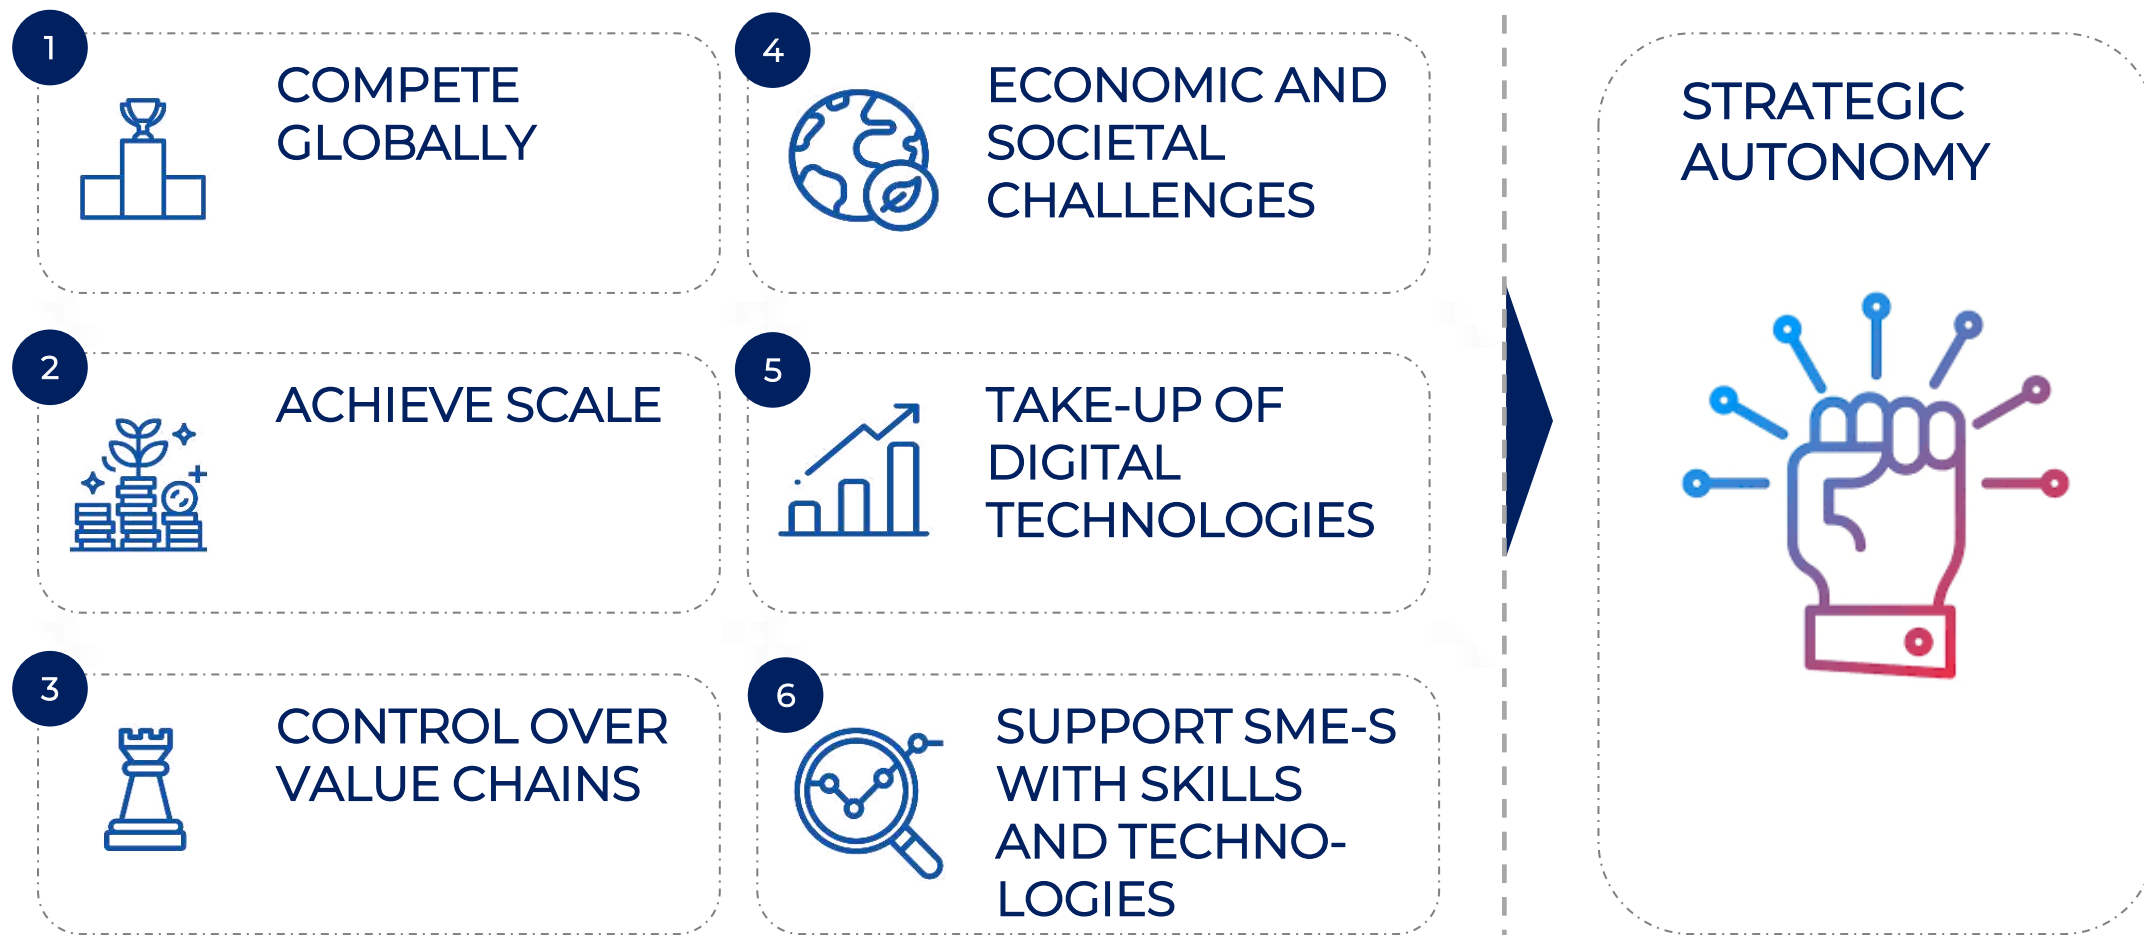 1
COMPETE
GLOBALLY
2
ACHIEVE SCALE
3
CONTROL OVER
VALUE CHAINS
4
ECONOMIC AND
SOCIETAL
CHALLENGES
5
TAKE-UP OF
DIGITAL
TECHNOLOGIES
6
SUPPORT SME-S
WITH SKILLS
AND TECHNO-
LOGIES
STRATEGIC
AUTONOMY